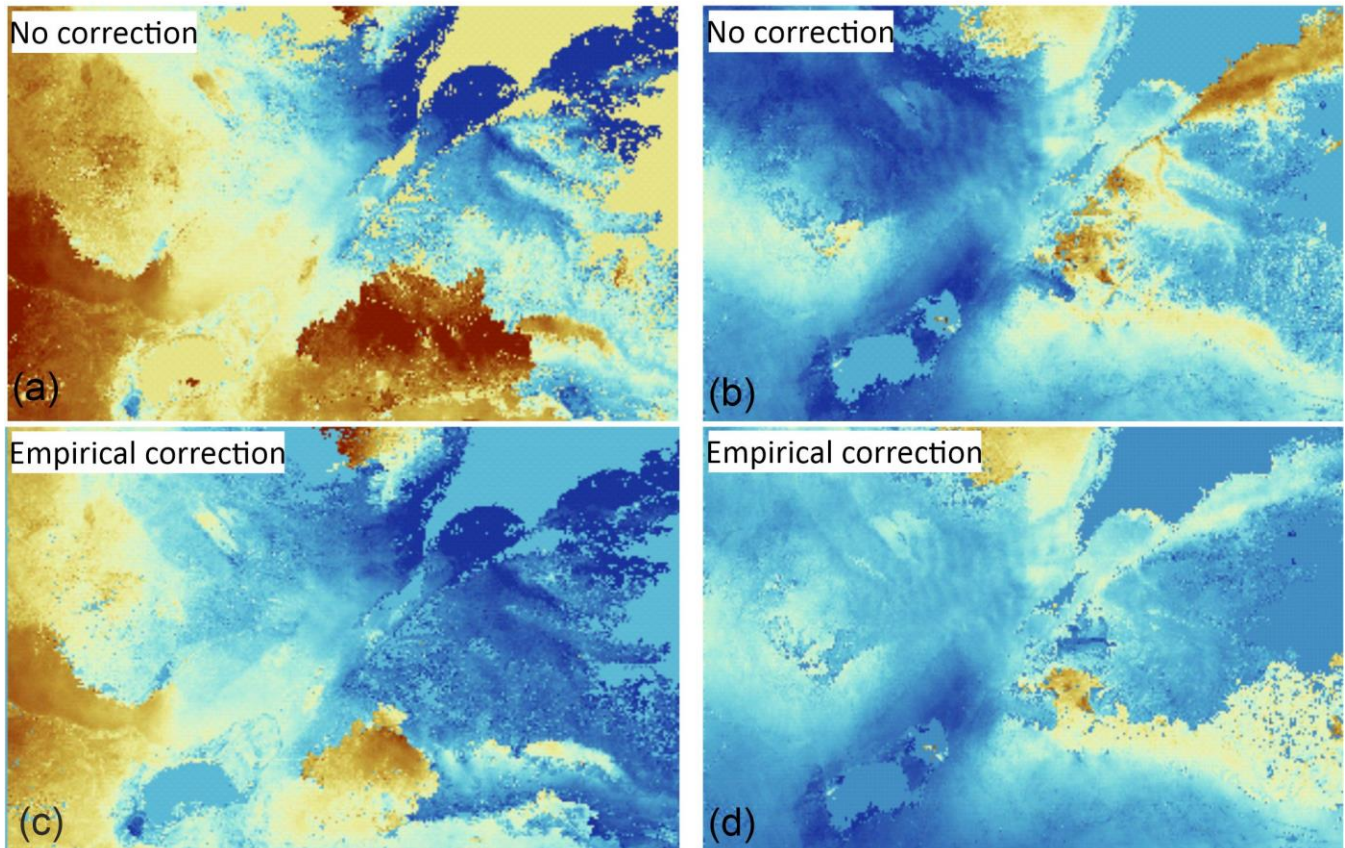 No correction
No correction
(a)
(b)
Empirical correction
Empirical correction
(c)
(d)